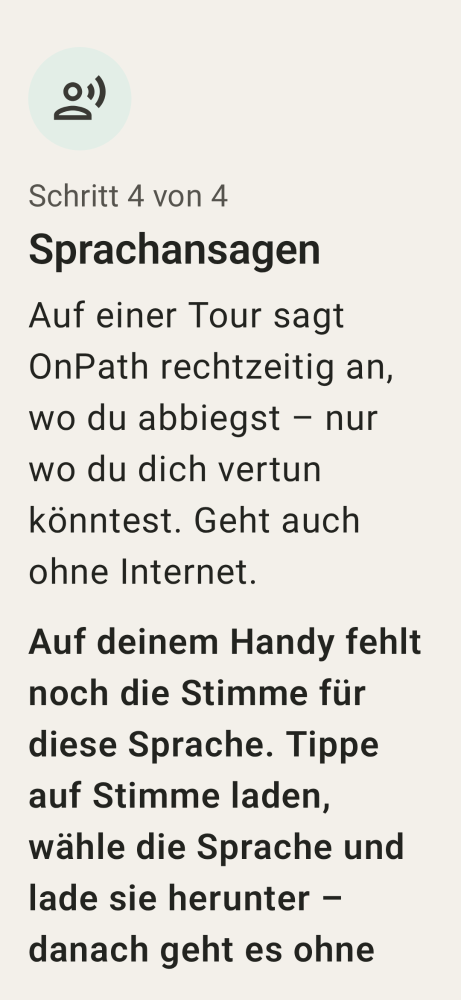 Schritt 4 von 4
Sprachansagen
Auf einer Tour sagt
OnPath rechtzeitig an,
wo du abbiegst – nur
wo du dich vertun
könntest. Geht auch
ohne Internet.
Auf deinem Handy fehlt
noch die Stimme für
diese Sprache. Tippe
auf Stimme laden,
wähle die Sprache und
lade sie herunter –
danach geht es ohne